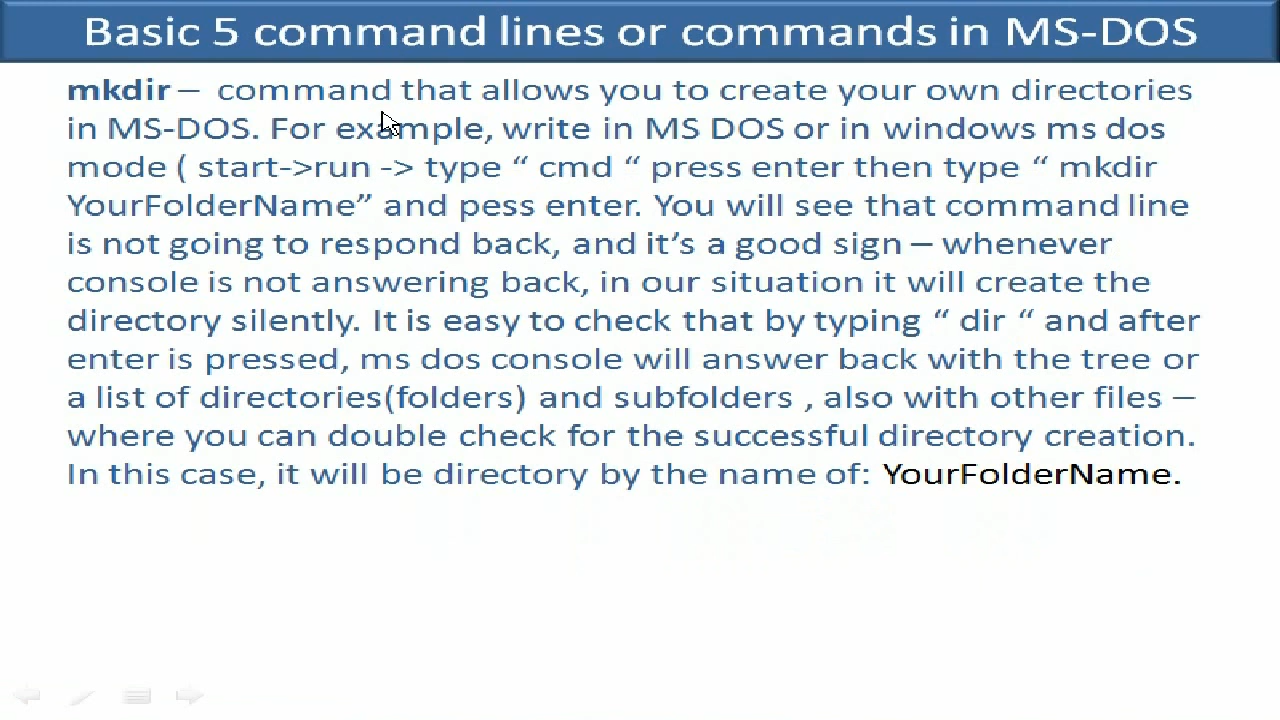 Basic 5 command lines or commands in MS-DOS
mkdir – command that allows you to create your own directories
in MS-DOS. For example, write in MS DOS or in windows ms dos
mode ( start->run -> type “ cmd “ press enter then type “ mkdir
YourFolderName” and pess enter. You will see that command line
is not going to respond back, and it’s a good sign – whenever
console is not answering back, in our situation it will create the
directory silently. It is easy to check that by typing “ dir “ and after
enter is pressed, ms dos console will answer back with the tree or
a list of directories(folders) and subfolders , also with other files –
where you can double check for the successful directory creation.
In this case, it will be directory by the name of: YourFolderName.